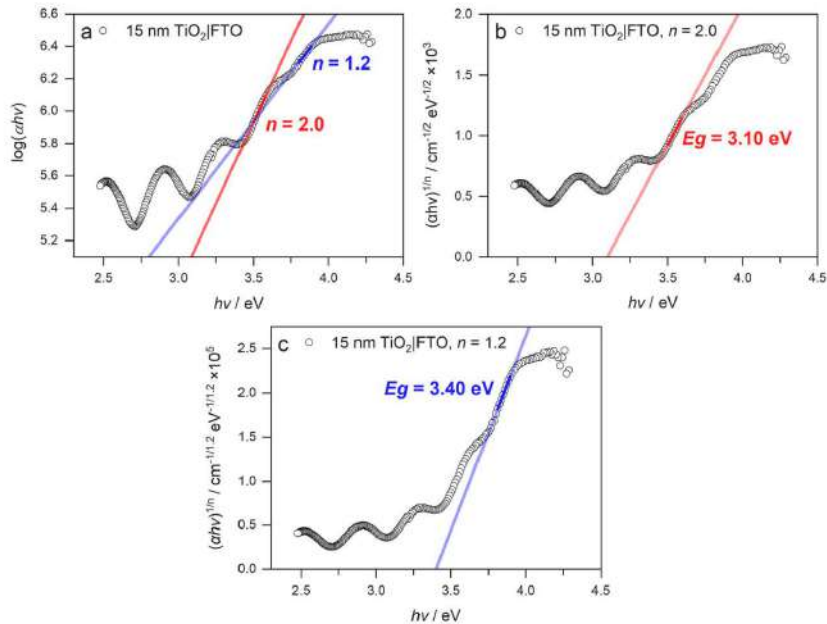 a
15 nm TiO₂|FTO
n = 1.2
n = 2.0
log(αhv)
6.6
6.4
6.2
6.0
5.8
5.6
5.4
5.2
2.5 3.0 3.5 4.0 4.5
hv / eV
b
15 nm TiO₂|FTO, n = 2.0
Eg = 3.10 eV
(αhv)¹/ⁿ / cm⁻¹/² eV⁻¹/² ×10³
2.0
1.5
1.0
0.5
0.0
2.5 3.0 3.5 4.0 4.5
hv / eV
c
15 nm TiO₂|FTO, n = 1.2
Eg = 3.40 eV
(αhv)¹/ⁿ / cm⁻¹/¹·² eV⁻¹/¹·² ×10⁵
2.5
2.0
1.5
1.0
0.5
0.0
2.5 3.0 3.5 4.0 4.5
hv / eV